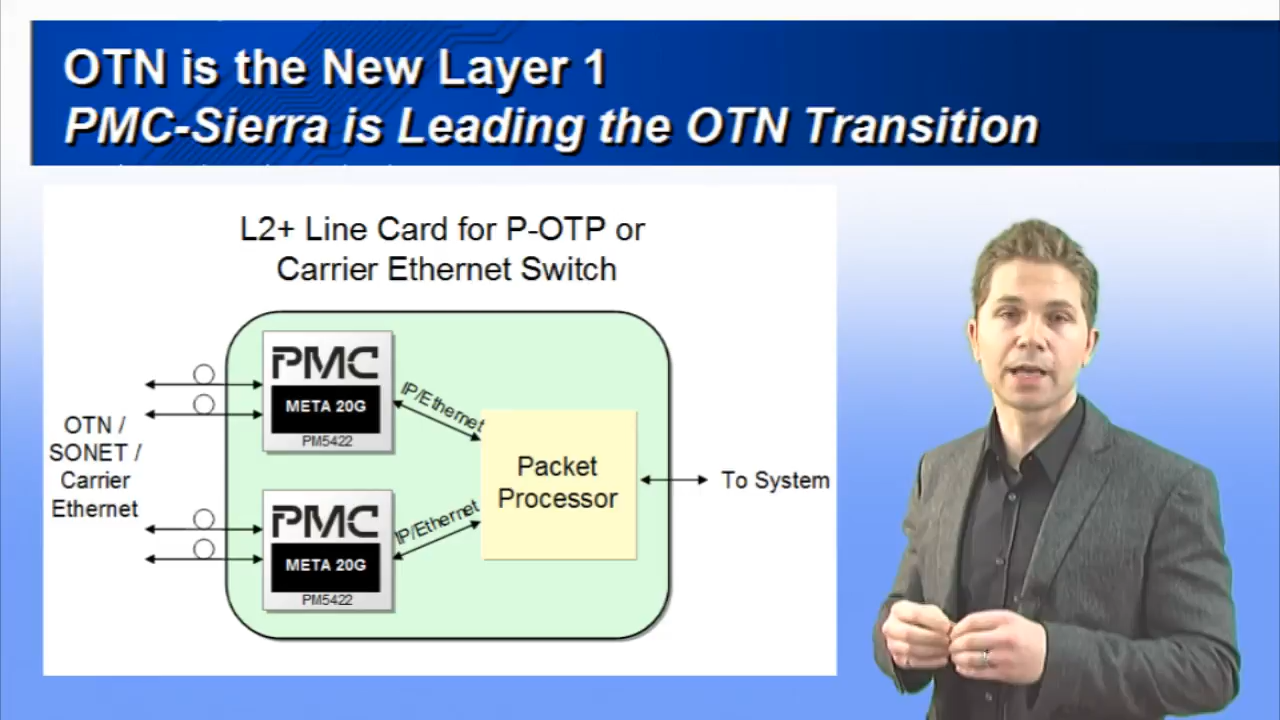 OTN is the New Layer 1
PMC-Sierra is Leading the OTN Transition
L2+ Line Card for P-OTP or
Carrier Ethernet Switch
PMC
META 20G
PM5422
IP/Ethernet
OTN /
SONET /
Carrier
Ethernet
Packet
Processor
To System
PMC
META 20G
PM5422
IP/Ethernet